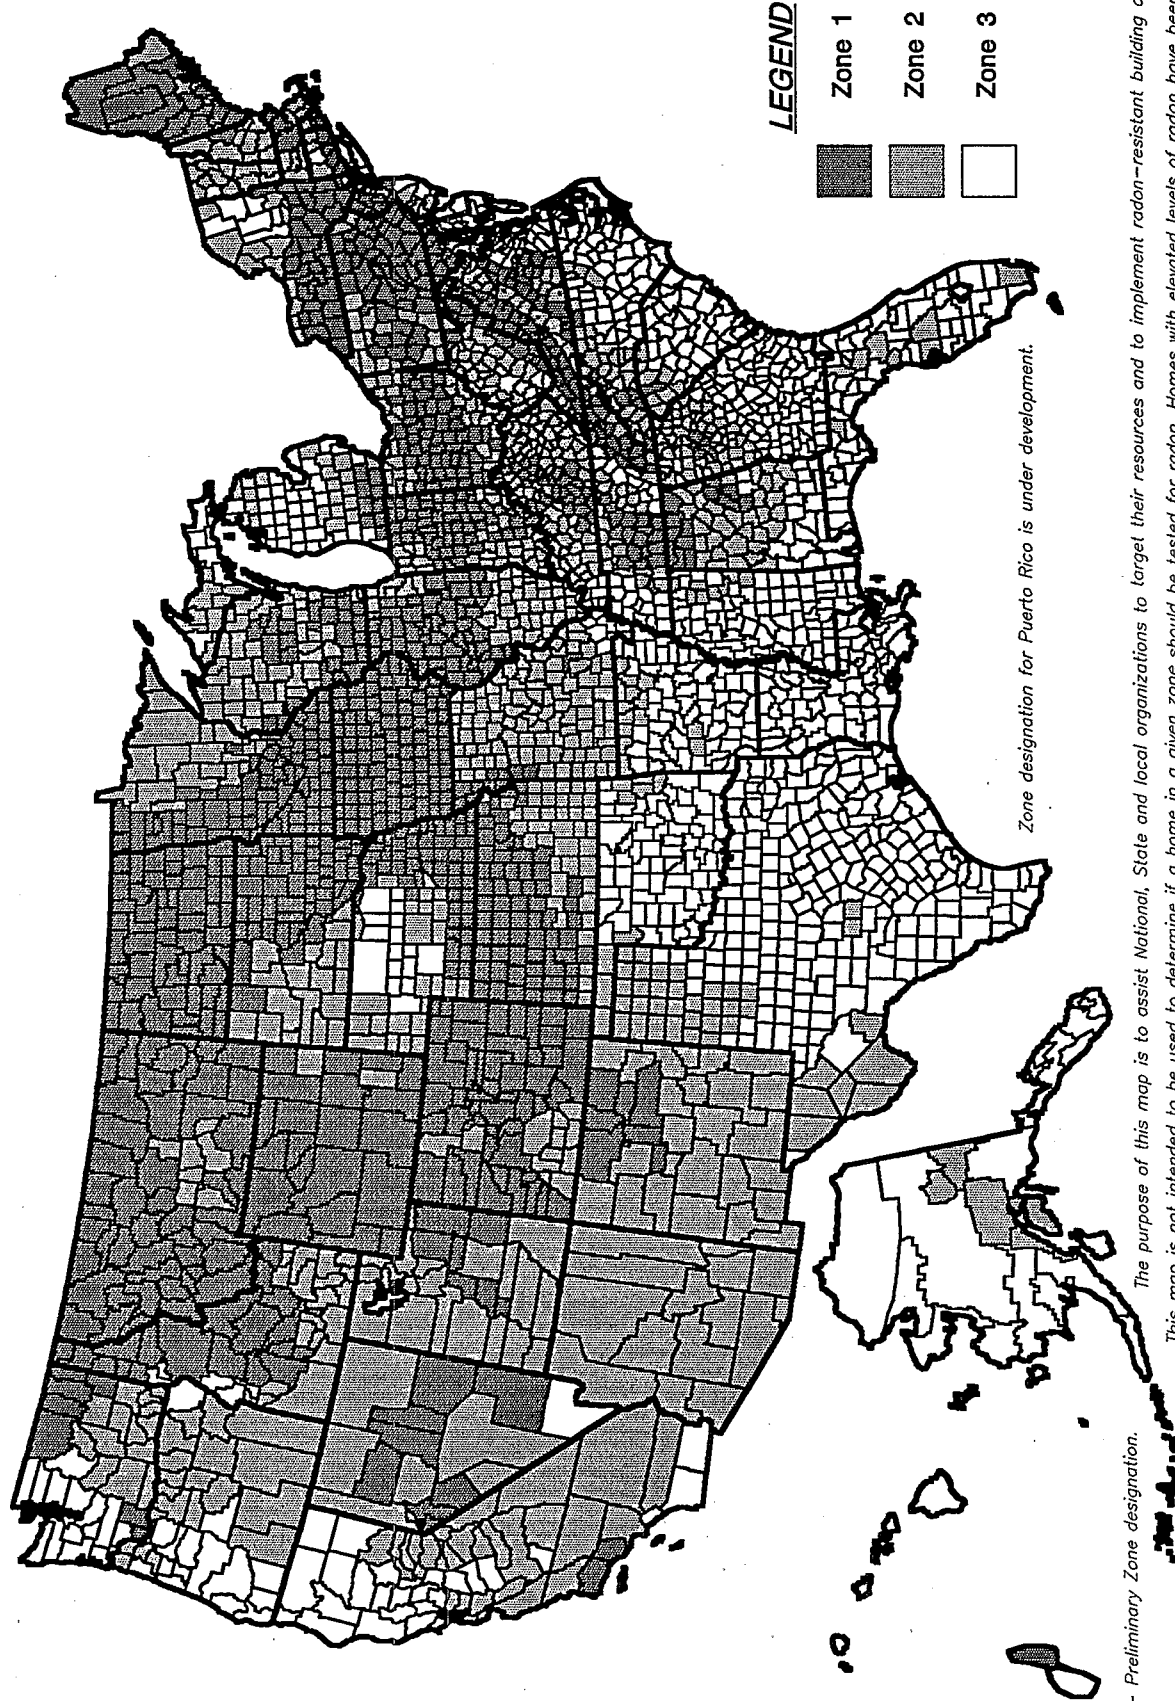 LEGEND
Zone 1
Zone 2
Zone 3
Zone designation for Puerto Rico is under development.
- Preliminary Zone designation.
The purpose of this map is to assist National, State and local organizations to target their resources and to implement radon-resistant building
This map is not intended to be used to determine if a home in a given zone should be tested for radon. Homes with elevated levels of radon have been